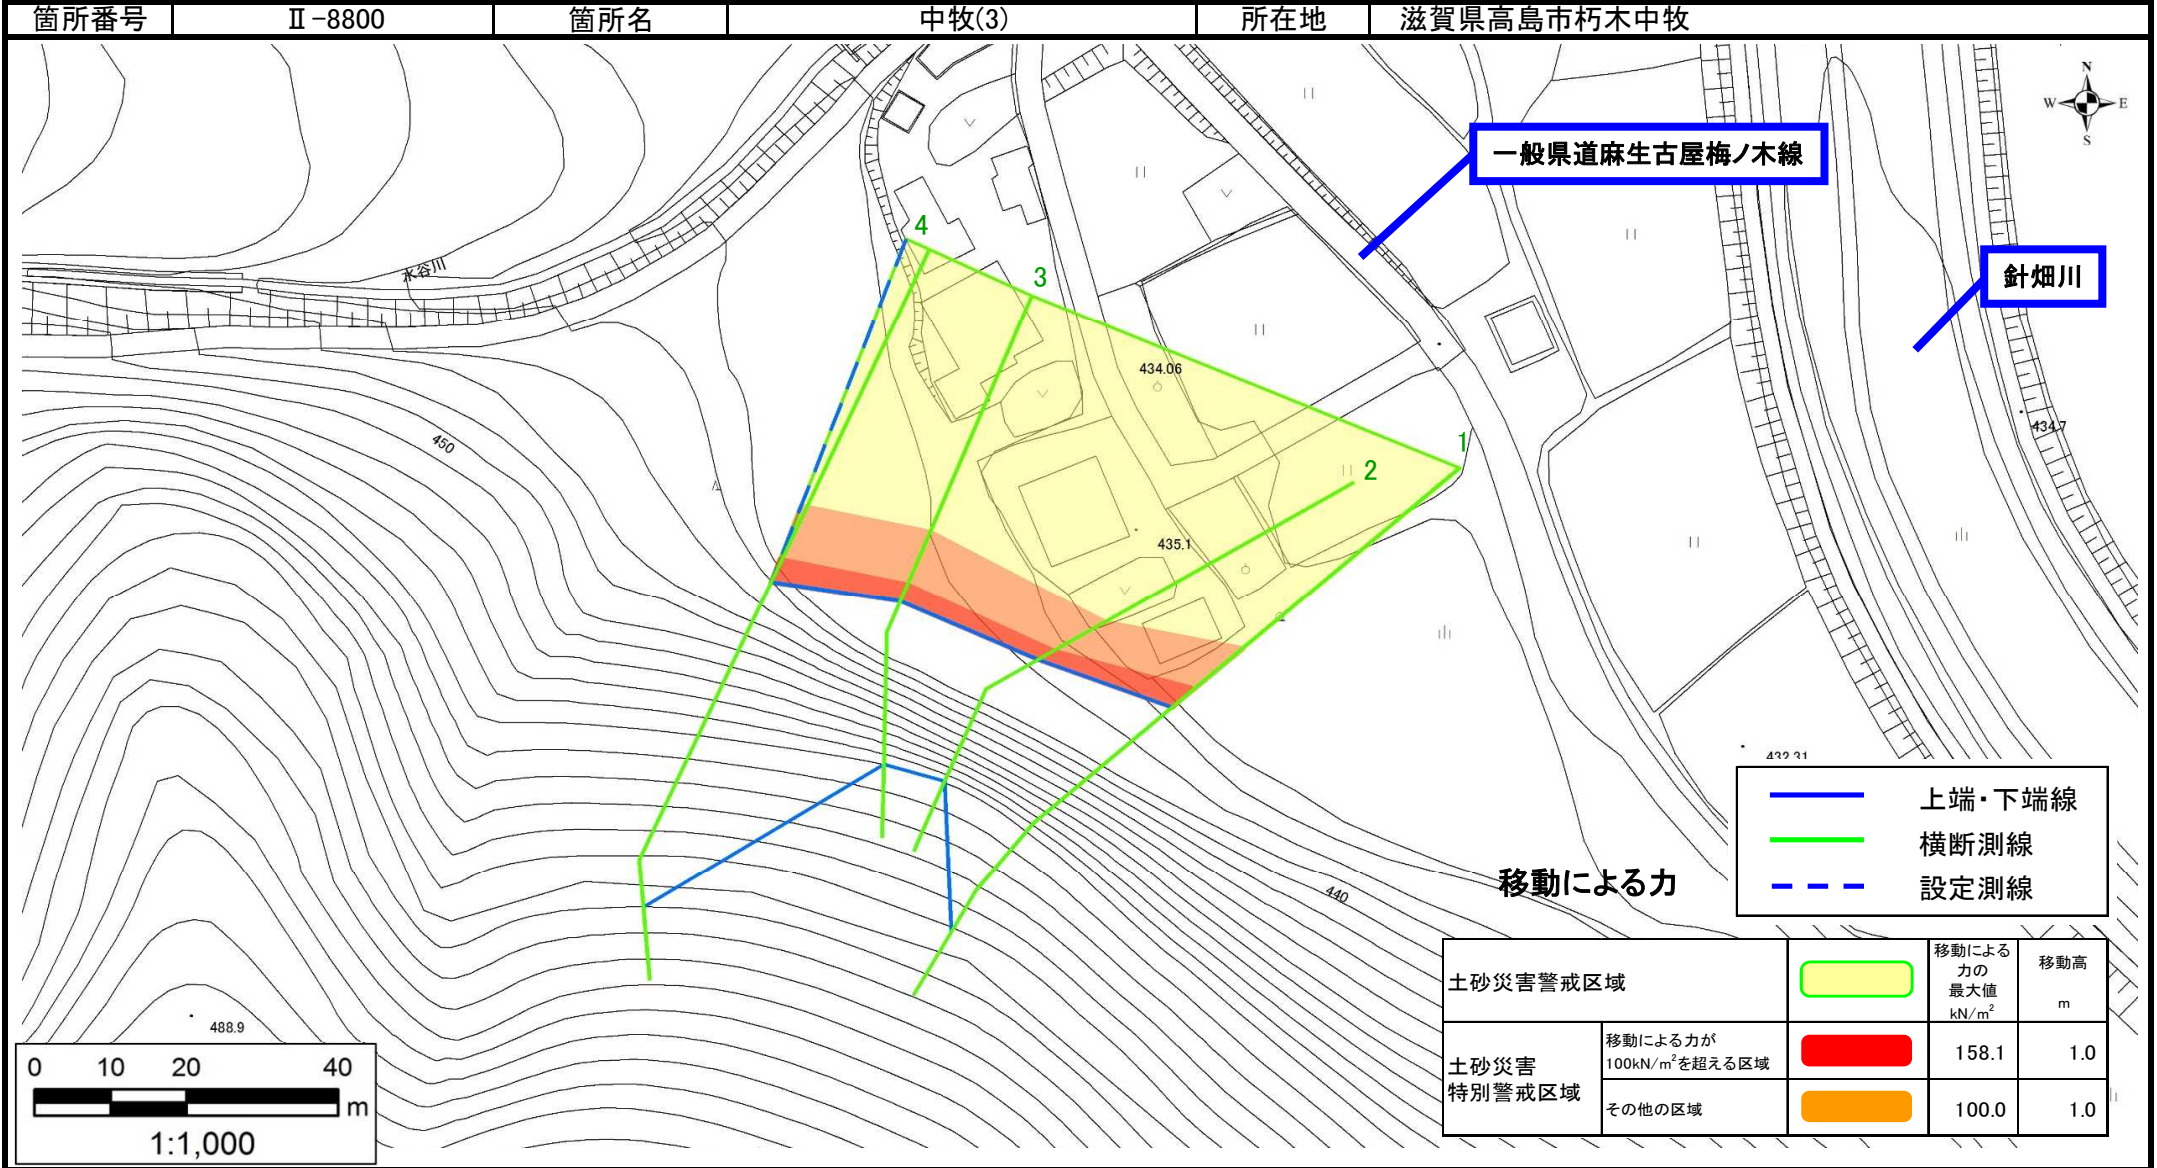 箇所番号 Ⅱ-8800 箇所名 中牧(3) 所在地 滋賀県高島市朽木中牧
N
W E
S
一般県道麻生古屋梅ノ木線
針畑川
水谷川
4
3
434.06
1
2
434.7
450
435.1
432.31
440
488.9
上端・下端線
横断測線
設定測線
移動による力
土砂災害警戒区域
移動による
力の
最大値
kN/m²
移動高
m
土砂災害
特別警戒区域
移動による力が
100kN/m²を超える区域
158.1 1.0
その他の区域
100.0 1.0
0 10 20 40
m
1:1,000